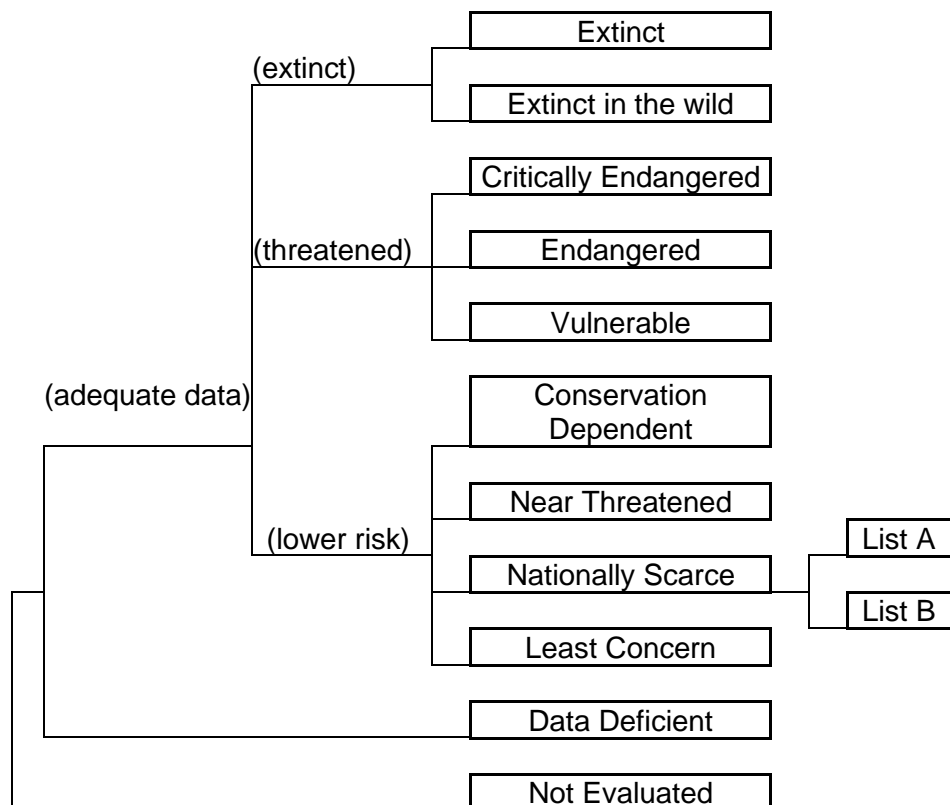 Extinct
(extinct)
Extinct in the wild
Critically Endangered
(threatened)
Endangered
Vulnerable
(adequate data)
Conservation
Dependent
Near Threatened
(lower risk)
List A
Nationally Scarce
List B
Least Concern
Data Deficient
Not Evaluated